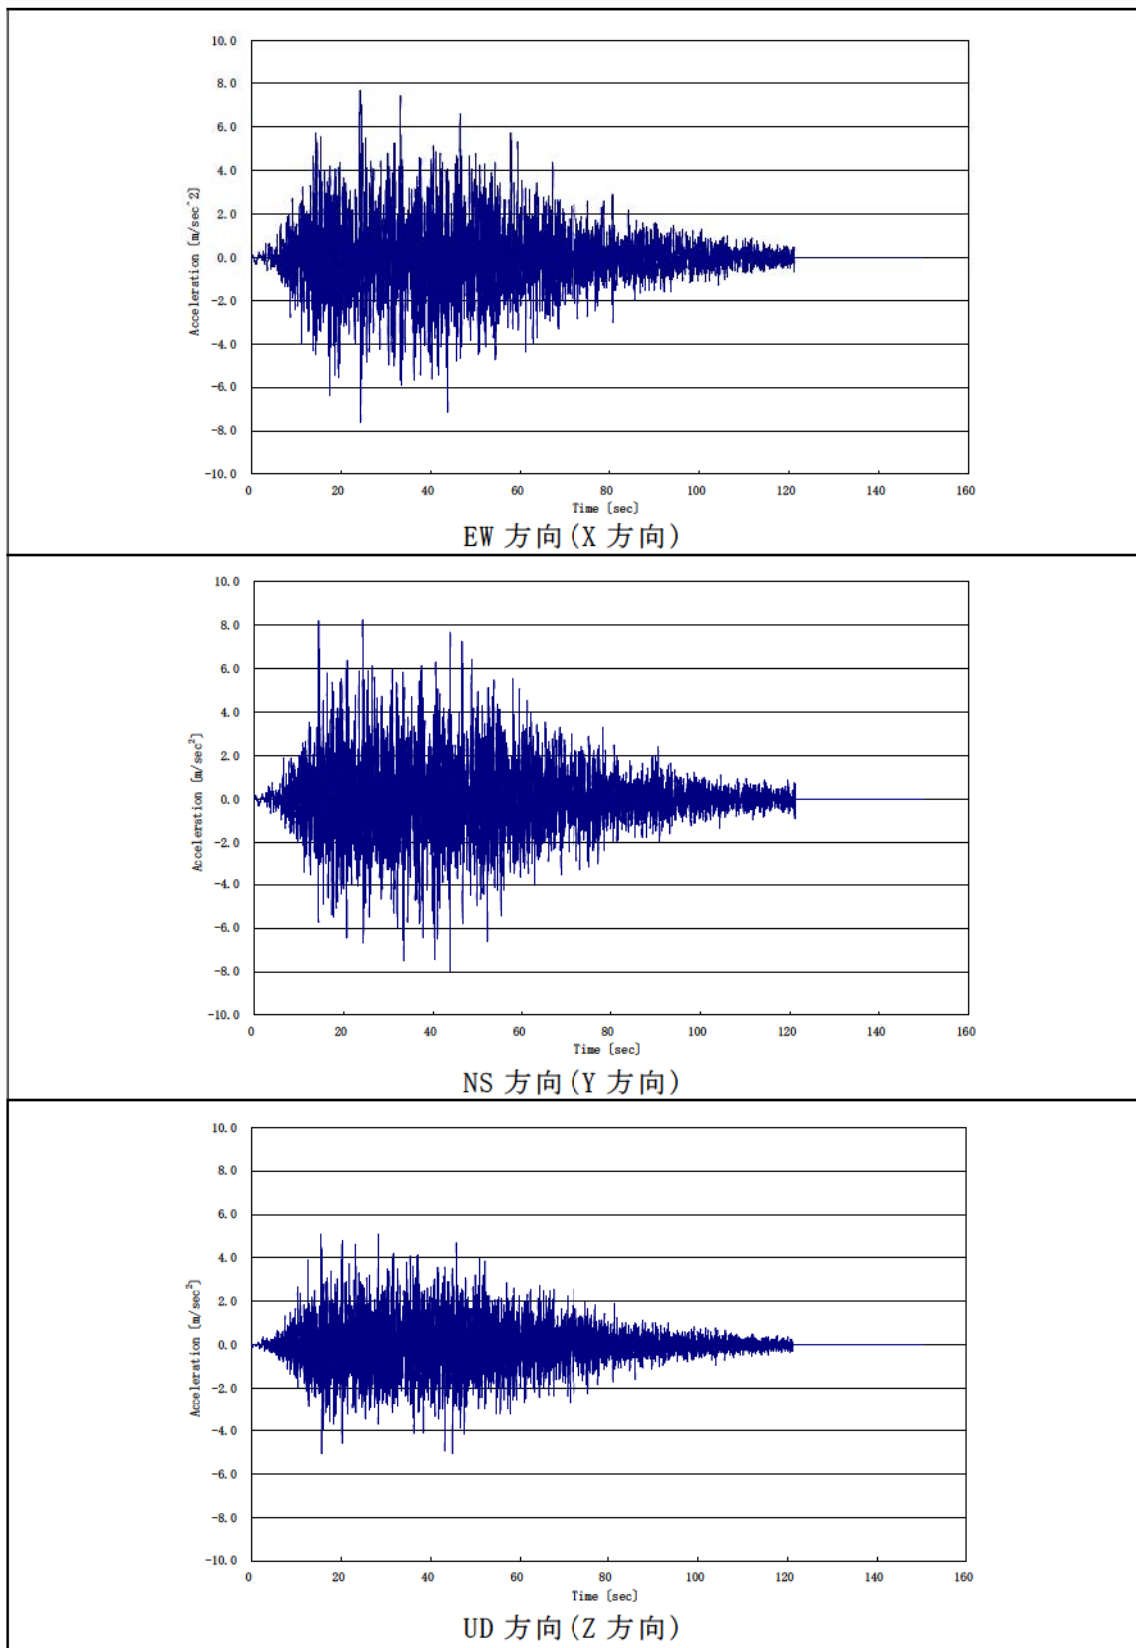 10.0
8.0
6.0
4.0
2.0
0.0
-2.0
-4.0
-6.0
-8.0
-10.0
Acceleration [m/sec^2]
0 20 40 60 80 100 120 140 160
Time [sec]
EW 方向(X 方向)
10.0
8.0
6.0
4.0
2.0
0.0
-2.0
-4.0
-6.0
-8.0
-10.0
Acceleration [m/sec²]
0 20 40 60 80 100 120 140 160
Time [sec]
NS 方向(Y 方向)
10.0
8.0
6.0
4.0
2.0
0.0
-2.0
-4.0
-6.0
-8.0
-10.0
Acceleration [m/sec²]
0 20 40 60 80 100 120 140 160
Time [sec]
UD 方向(Z 方向)